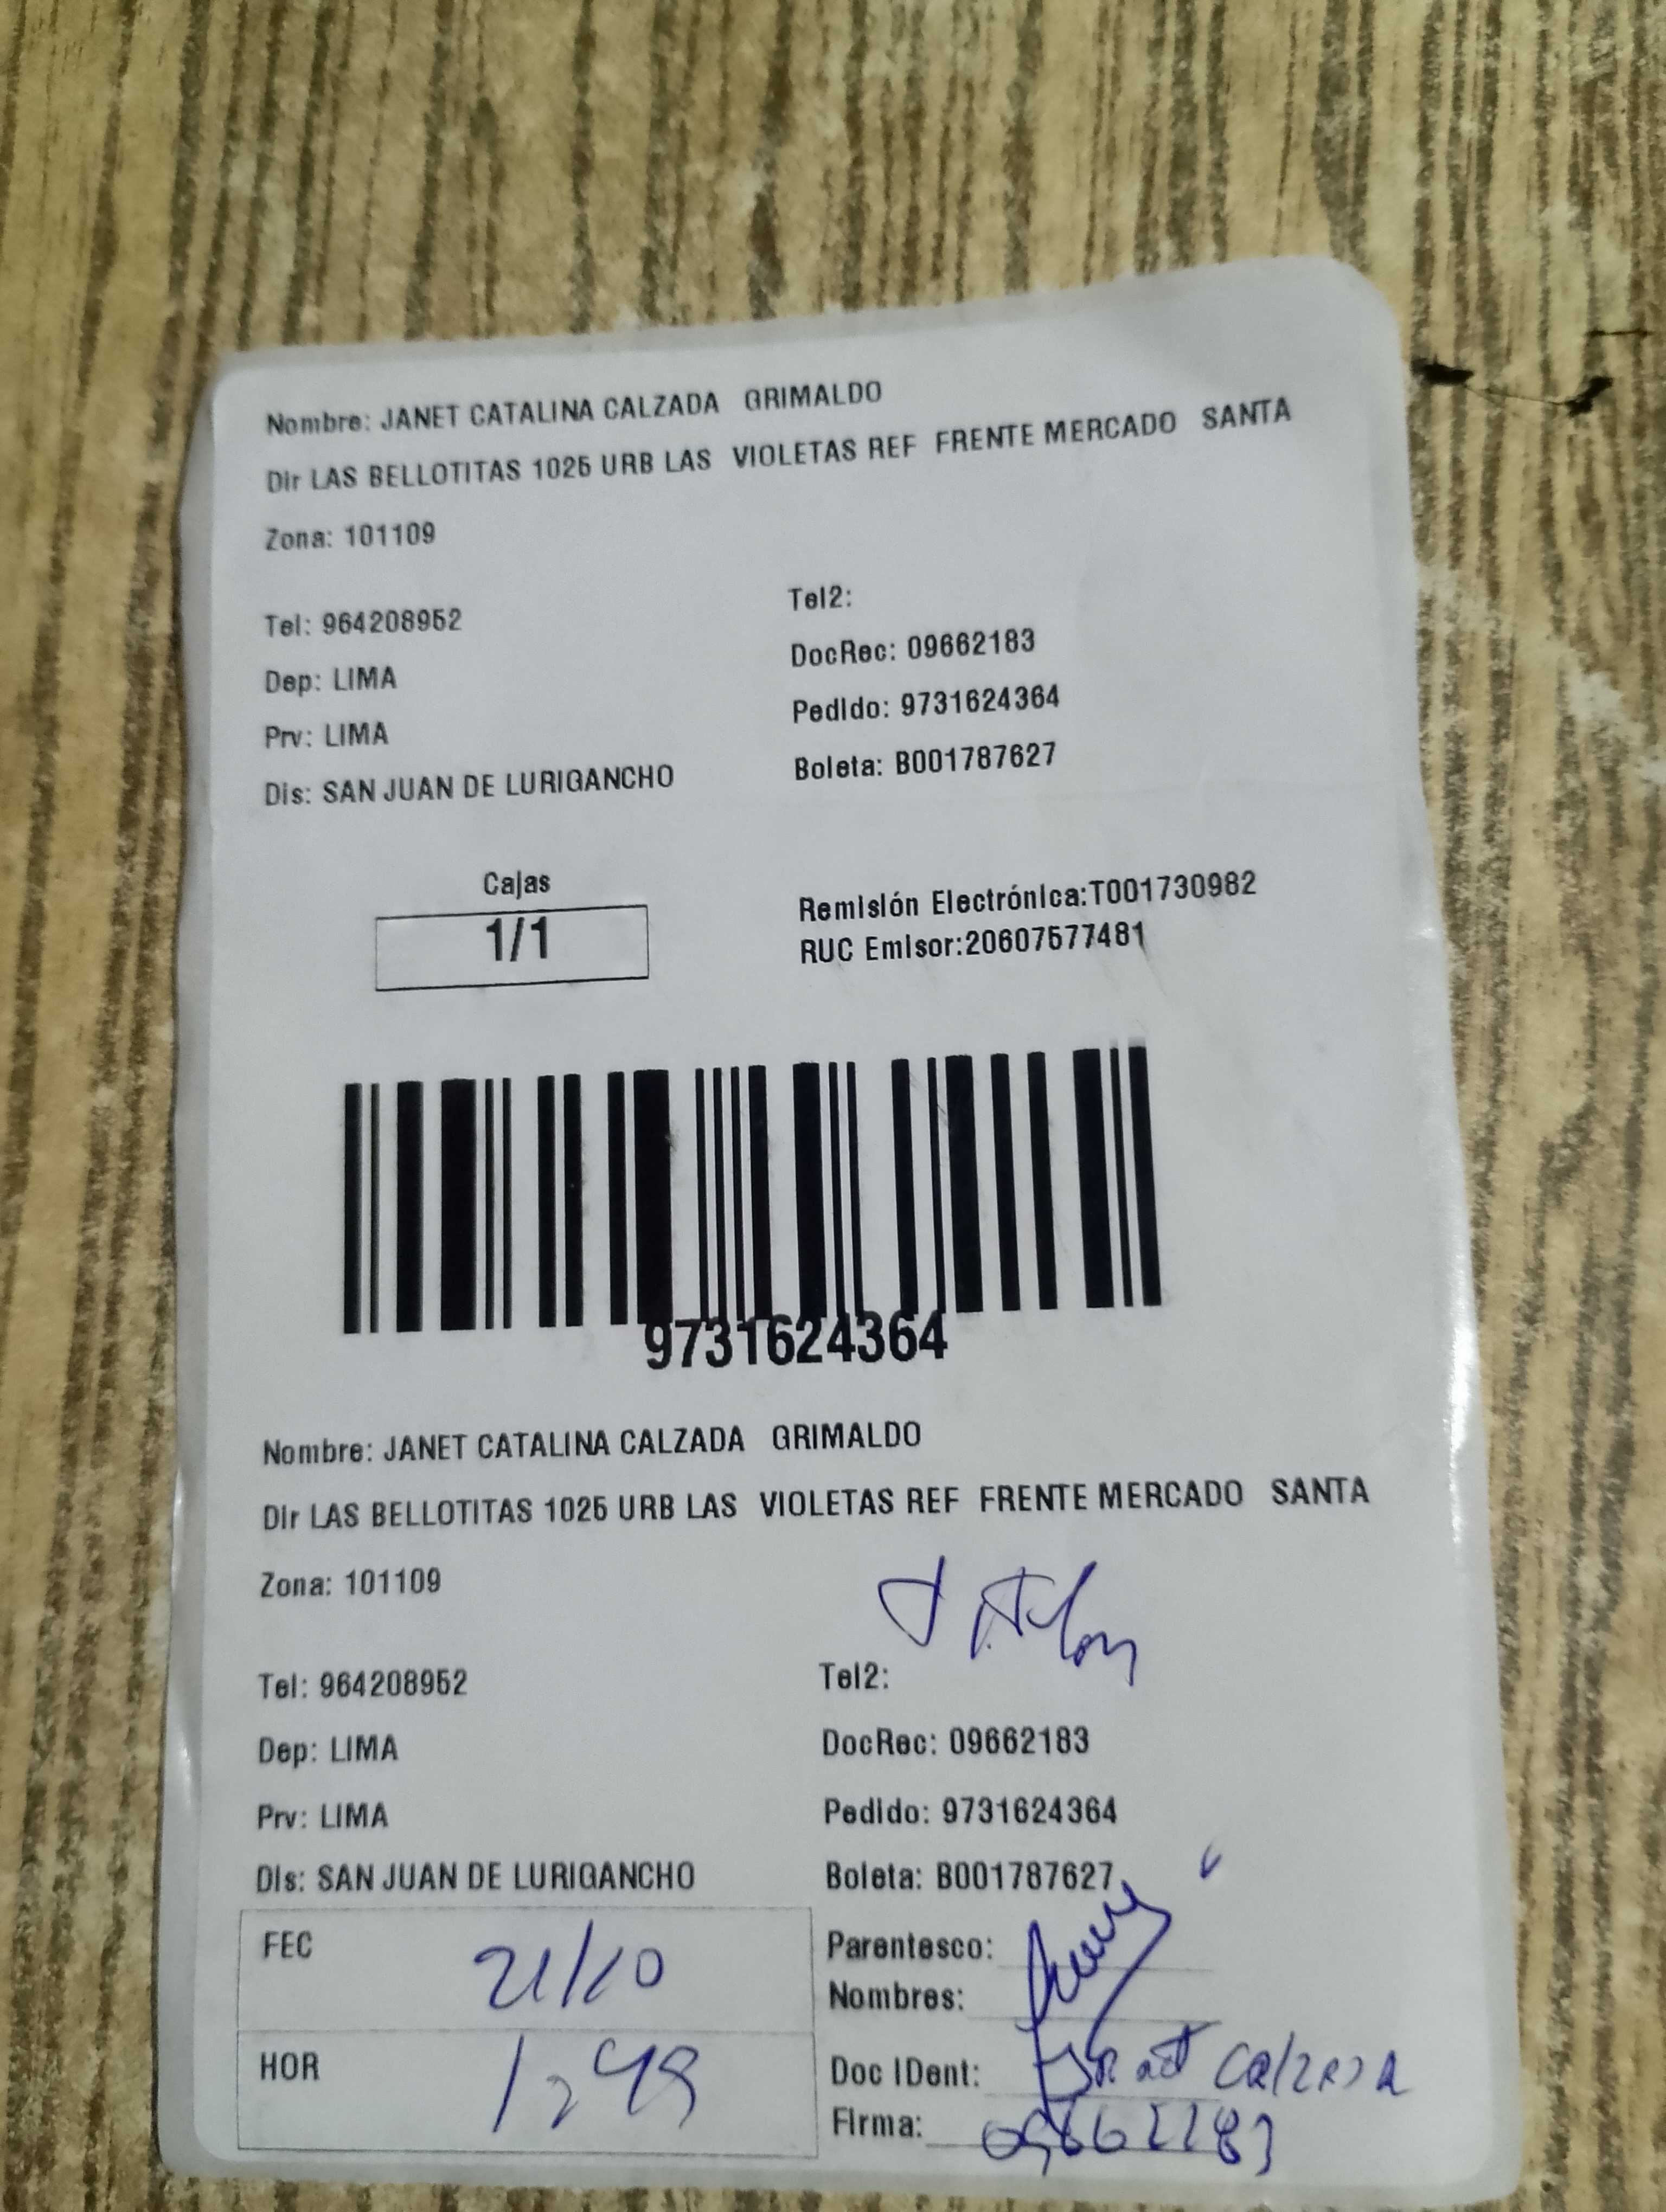 Nombre: JANET CATALINA CALZADA GRIMALDO
Dir LAS BELLOTITAS 1025 URB LAS VIOLETAS REF FRENTE MERCADO SANTA
Zona: 101109
Tel: 964208952
Tel2:
Dep: LIMA
DocRec: 09662183
Prv: LIMA
Pedido: 9731624364
Dis: SAN JUAN DE LURIGANCHO
Boleta: B001787627
Cajas
1/1
Remisión Electrónica:T001730982
RUC Emisor:20607577481
9731624364
Nombre: JANET CATALINA CALZADA GRIMALDO
Dir LAS BELLOTITAS 1025 URB LAS VIOLETAS REF FRENTE MERCADO SANTA
Zona: 101109
Tel: 964208952
Tel2:
Dep: LIMA
DocRec: 09662183
Prv: LIMA
Pedido: 9731624364
Dis: SAN JUAN DE LURIGANCHO
Boleta: B001787627
FEC 21/10
Parentesco:
Nombres:
HOR
Doc IDent: Janet Calzada
Firma: 09662183